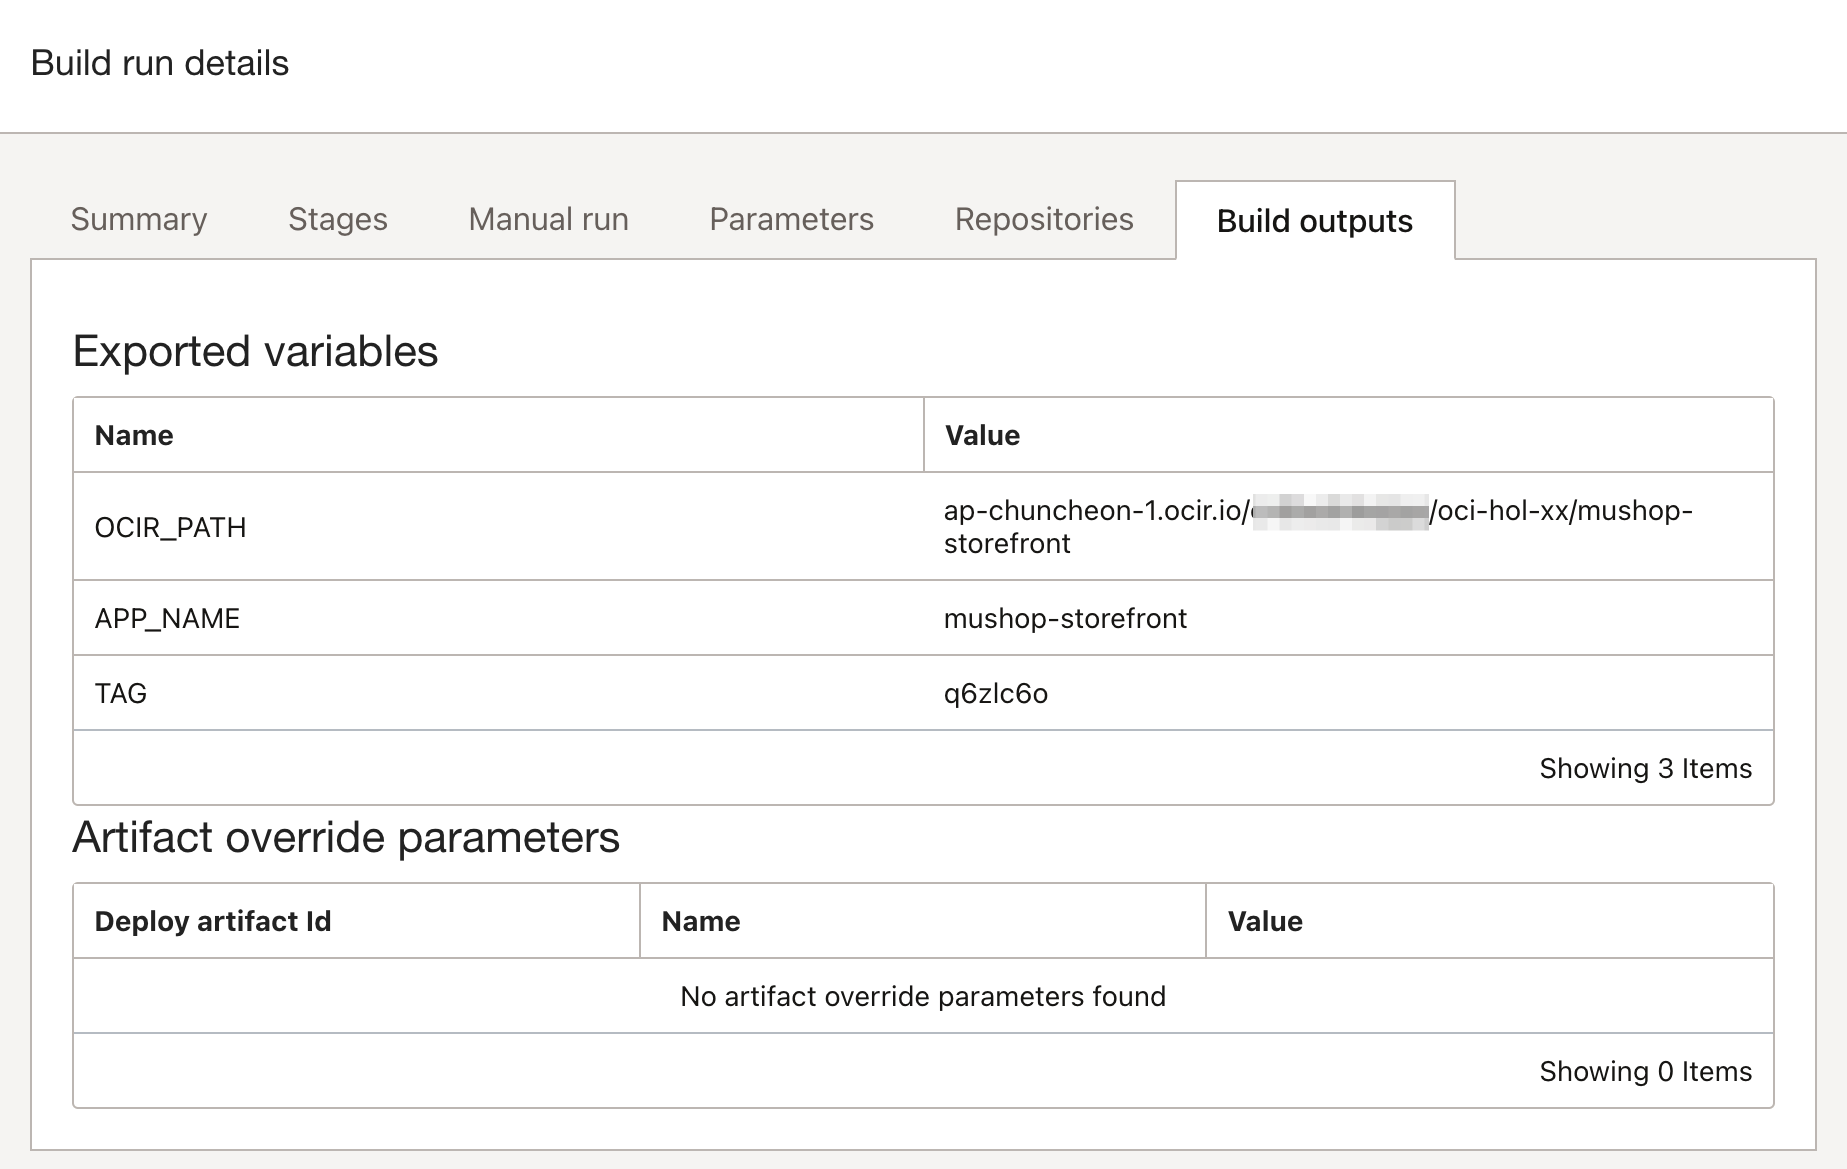 Build run details
Summary Stages Manual run Parameters Repositories Build outputs
Exported variables
Name Value
OCIR_PATH ap-chuncheon-1.ocir.io/ /oci-hol-xx/mushop-
storefront
APP_NAME mushop-storefront
TAG q6zlc6o
Showing 3 Items
Artifact override parameters
Deploy artifact Id Name Value
No artifact override parameters found
Showing 0 Items